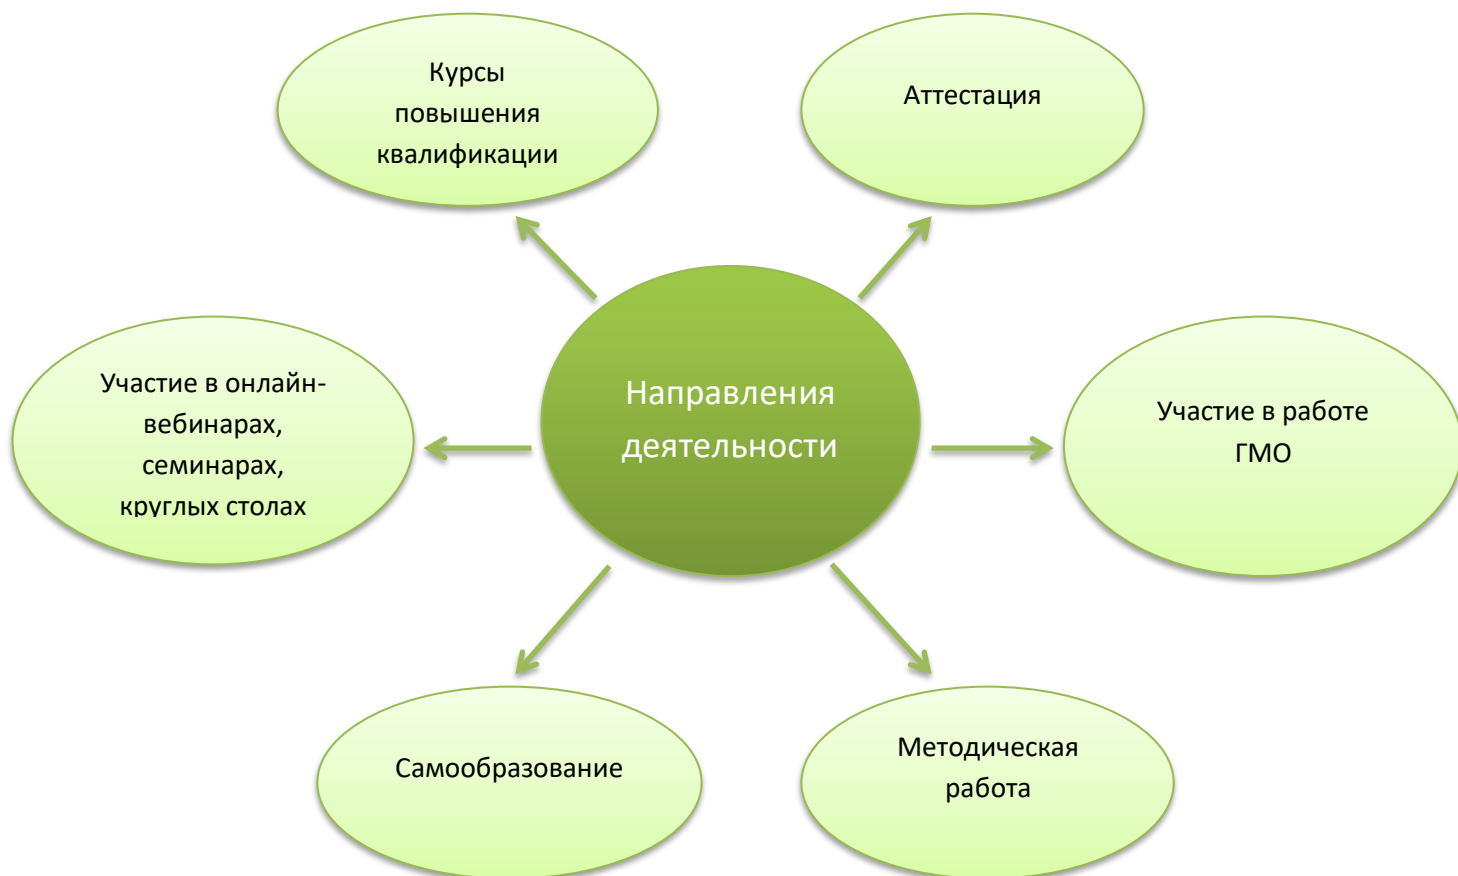 Курсы
повышения
квалификации
Аттестация
Участие в онлайн-
вебинарах,
семинарах,
круглых столах
Направления
деятельности
Участие в работе
ГМО
Самообразование
Методическая
работа